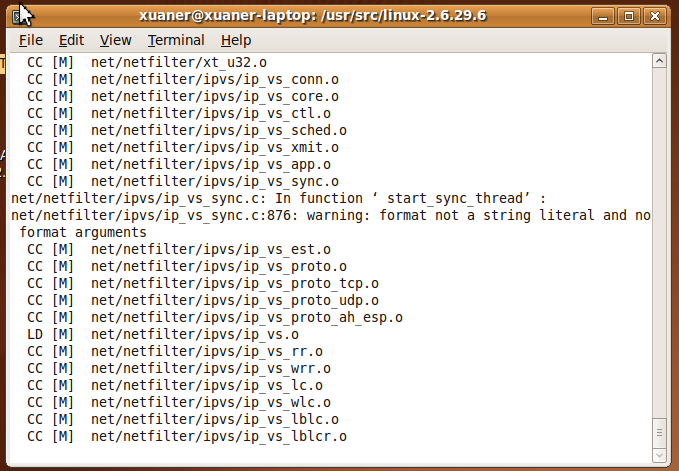 xuaner@xuaner-laptop: /usr/src/linux-2.6.29.6
File Edit View Terminal Help
CC [M] net/netfilter/xt_u32.o
CC [M] net/netfilter/ipvs/ip_vs_conn.o
CC [M] net/netfilter/ipvs/ip_vs_core.o
CC [M] net/netfilter/ipvs/ip_vs_ctl.o
CC [M] net/netfilter/ipvs/ip_vs_sched.o
CC [M] net/netfilter/ipvs/ip_vs_xmit.o
CC [M] net/netfilter/ipvs/ip_vs_app.o
CC [M] net/netfilter/ipvs/ip_vs_sync.o
net/netfilter/ipvs/ip_vs_sync.c: In function ‘ start_sync_thread’ :
net/netfilter/ipvs/ip_vs_sync.c:876: warning: format not a string literal and no
format arguments
CC [M] net/netfilter/ipvs/ip_vs_est.o
CC [M] net/netfilter/ipvs/ip_vs_proto.o
CC [M] net/netfilter/ipvs/ip_vs_proto_tcp.o
CC [M] net/netfilter/ipvs/ip_vs_proto_udp.o
CC [M] net/netfilter/ipvs/ip_vs_proto_ah_esp.o
LD [M] net/netfilter/ipvs/ip_vs.o
CC [M] net/netfilter/ipvs/ip_vs_rr.o
CC [M] net/netfilter/ipvs/ip_vs_wrr.o
CC [M] net/netfilter/ipvs/ip_vs_lc.o
CC [M] net/netfilter/ipvs/ip_vs_wlc.o
CC [M] net/netfilter/ipvs/ip_vs_lblc.o
CC [M] net/netfilter/ipvs/ip_vs_lblcr.o